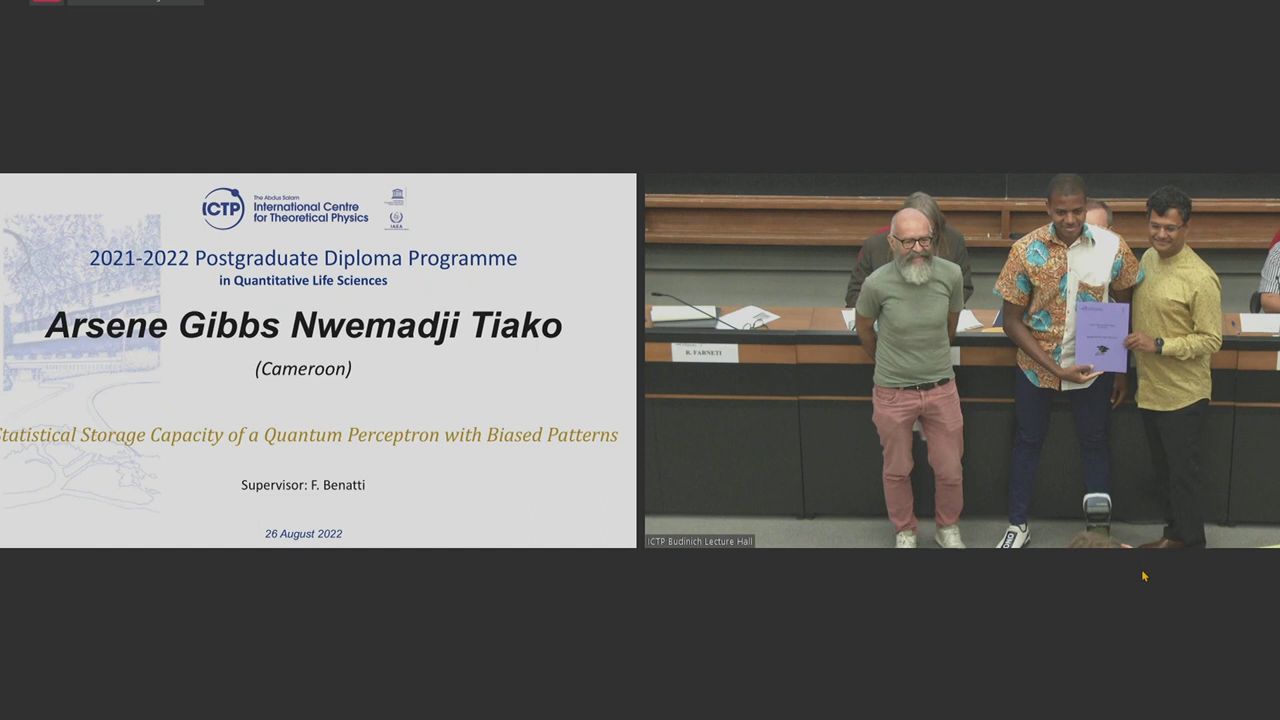 ICTP
The Abdus Salam
International Centre
for Theoretical Physics
IAEA
2021-2022 Postgraduate Diploma Programme
in Quantitative Life Sciences
Arsene Gibbs Nwemadji Tiako
(Cameroon)
Statistical Storage Capacity of a Quantum Perceptron with Biased Patterns
Supervisor: F. Benatti
26 August 2022
R. FARNETI
ICTP Budinich Lecture Hall